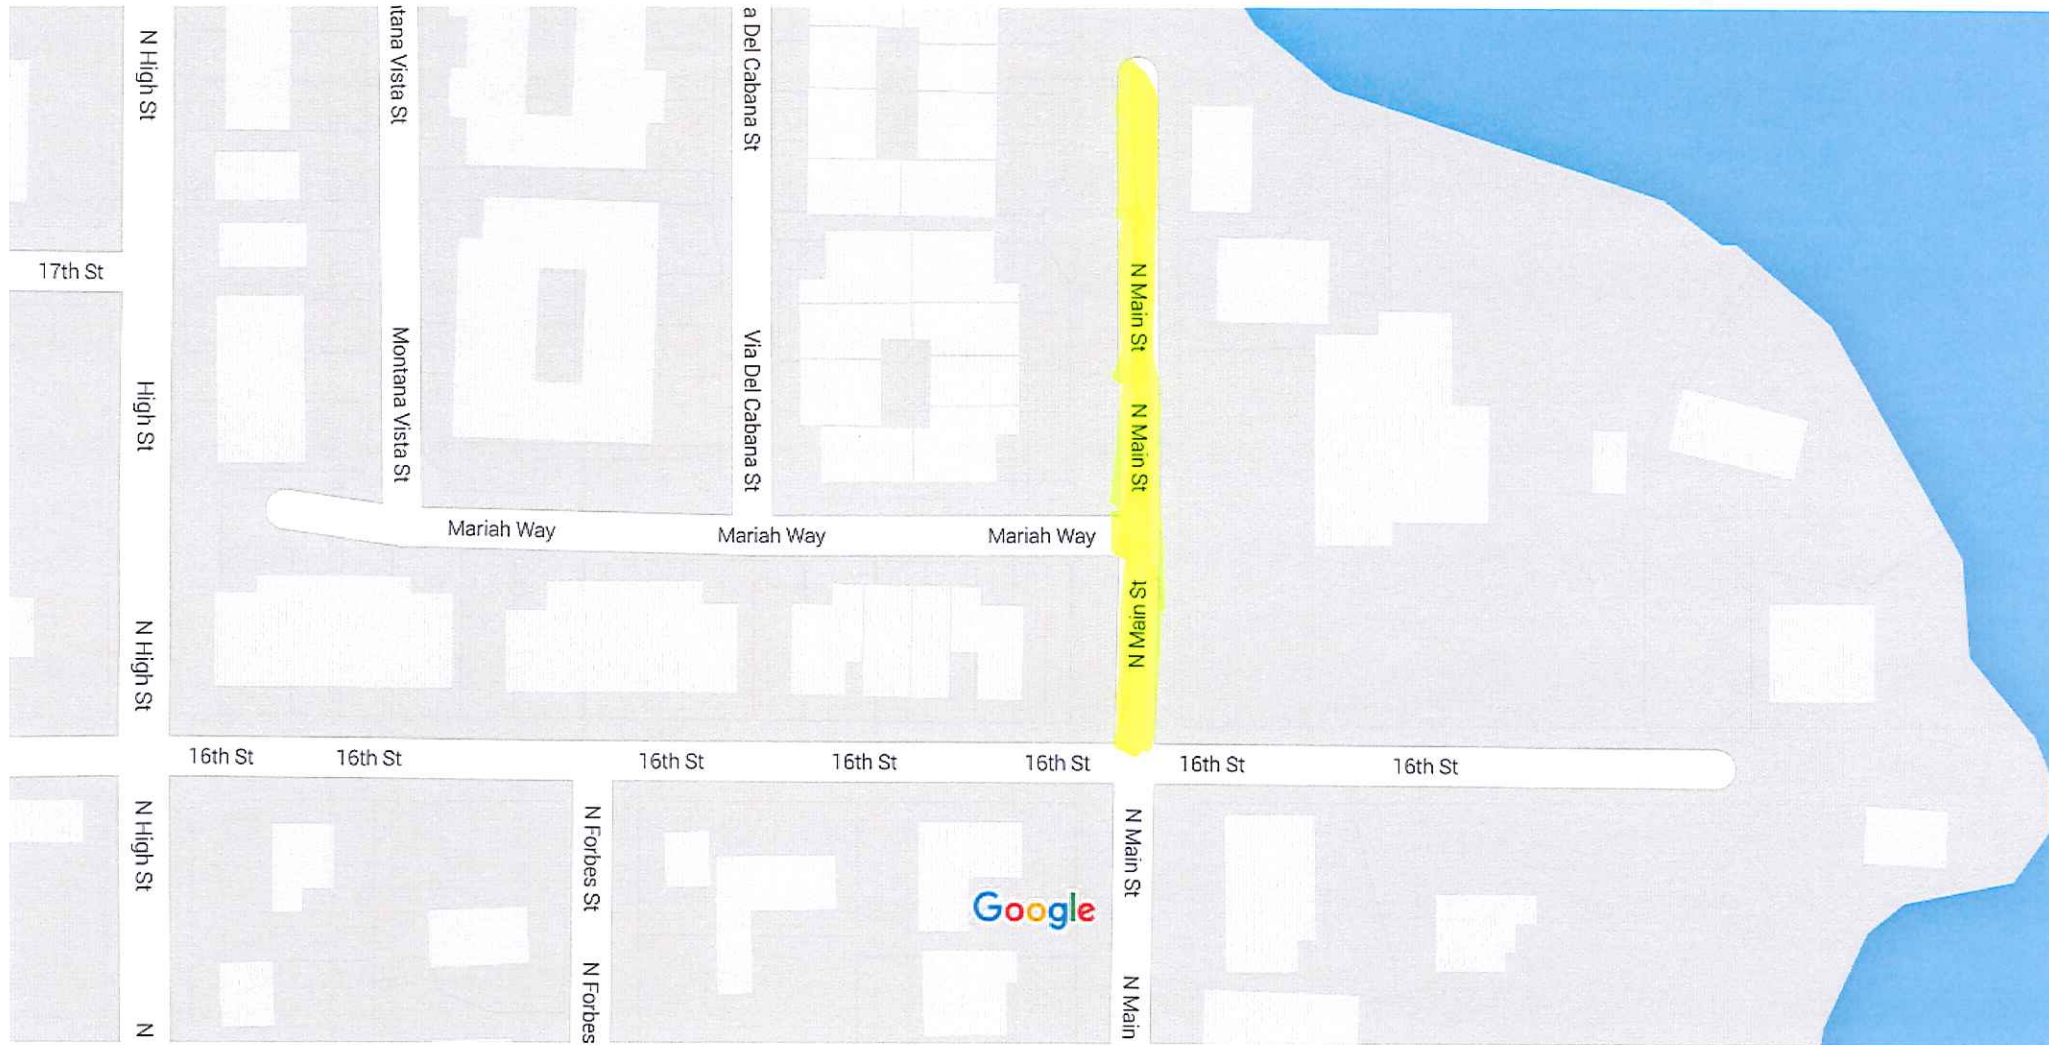 N High St
ntana Vista St
a Del Cabana St
17th St
N Main St
Montana Vista St
Via Del Cabana St
High St
N Main St
Mariah Way
Mariah Way
Mariah Way
N Main St
N High St
16th St
16th St
16th St
16th St
16th St
16th St
16th St
N High St
N Forbes St
N Main St
Google
N Forbes
N Main
N